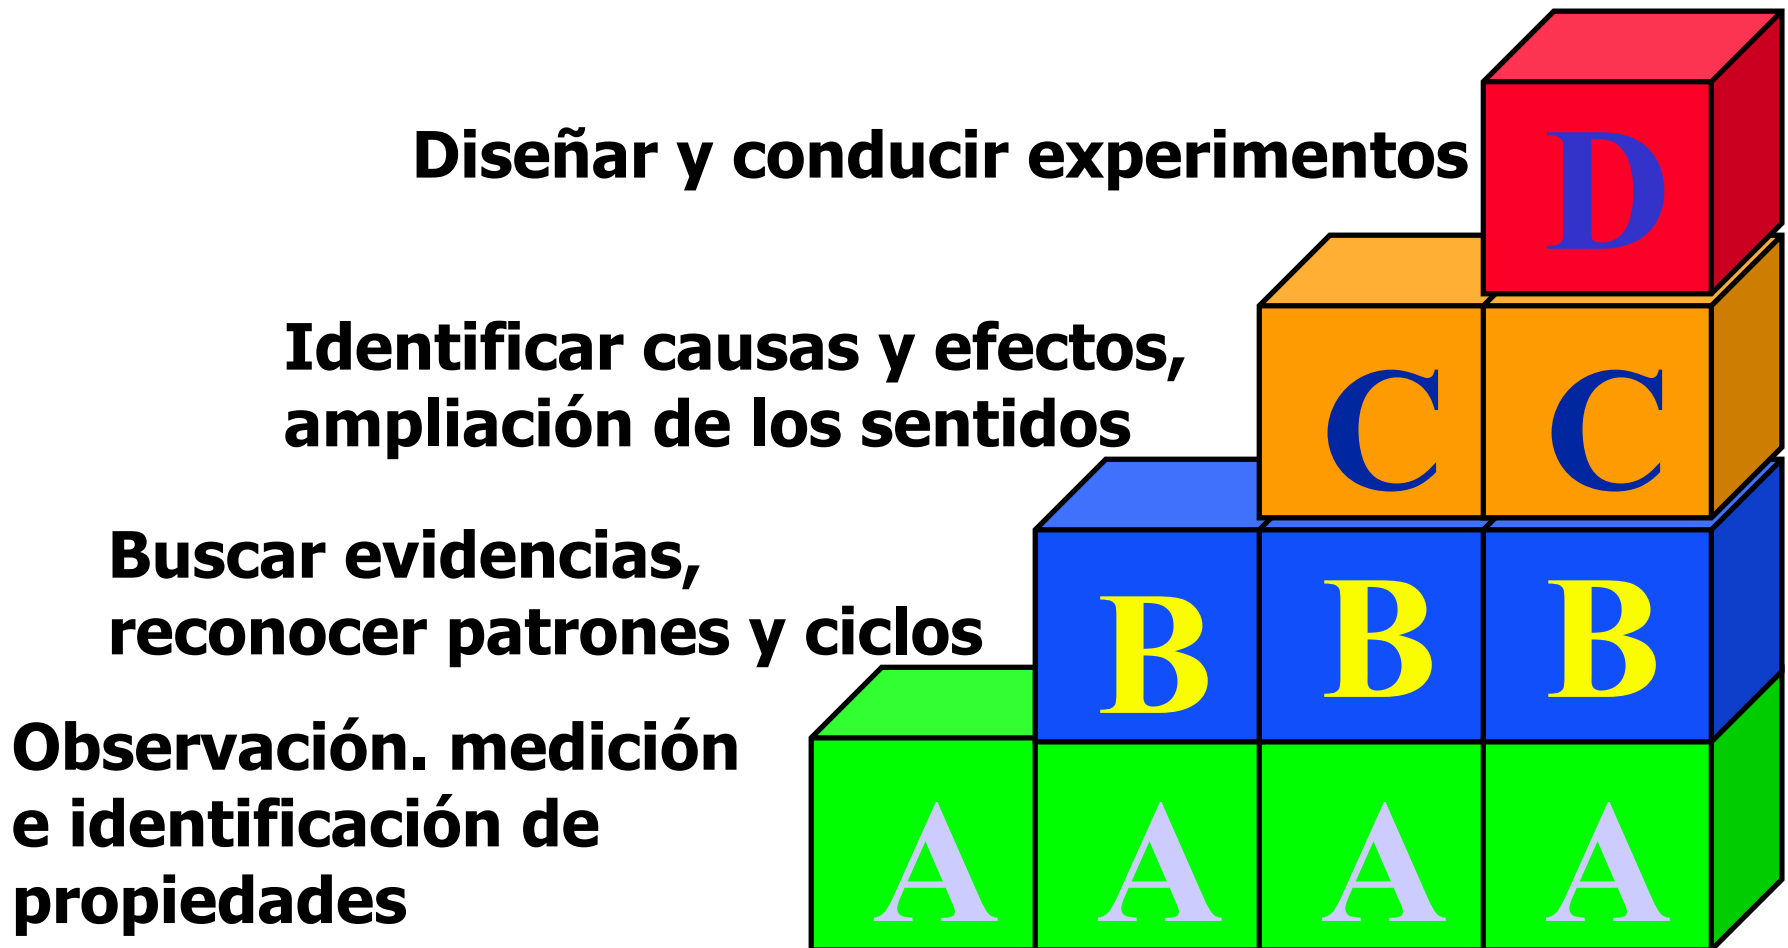 Diseñar y conducir experimentos
D
Identificar causas y efectos,
ampliación de los sentidos
C C
Buscar evidencias,
reconocer patrones y ciclos
B B B
Observación. medición
e identificación de
propiedades
A A A A